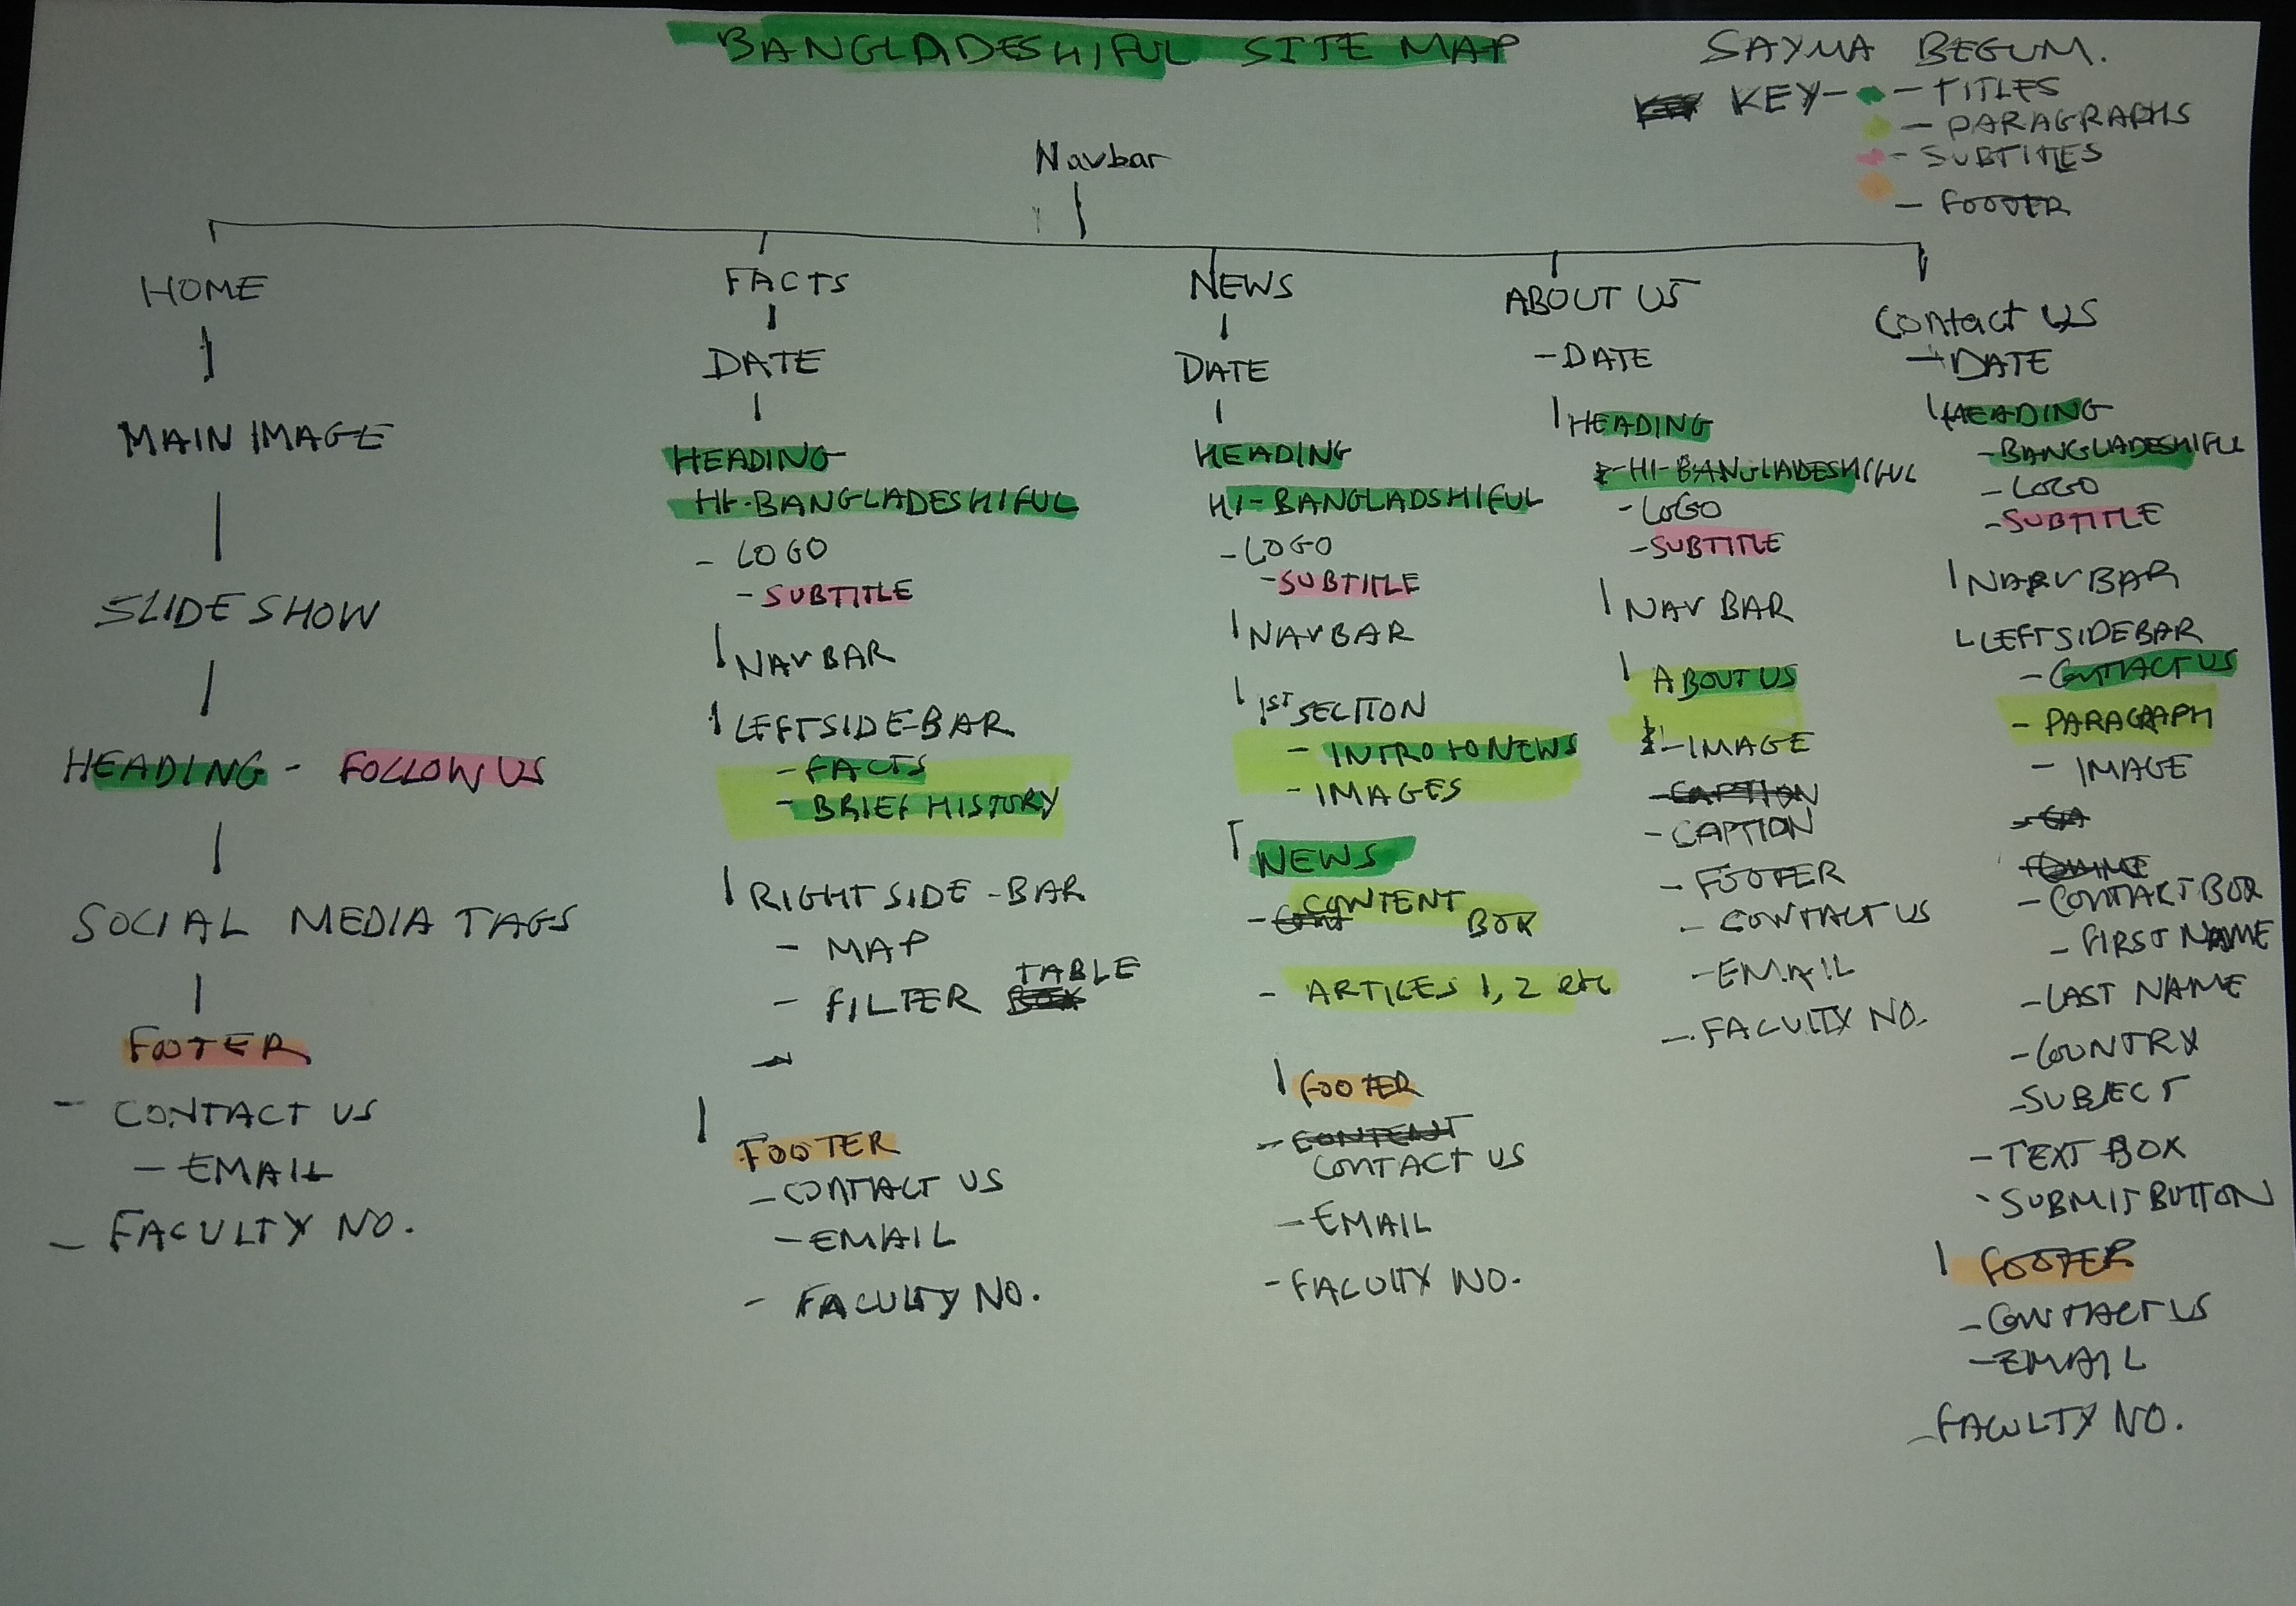 BANGLADESHIFUL SITE MAP
SAYMA BEGUM.
KEY- - TITLES
- PARAGRAPHS
- SUBTITLES
- FOOTER
Navbar
HOME
MAIN IMAGE
SLIDE SHOW
HEADING - FOLLOW US
SOCIAL MEDIA TAGS
FOOTER
- CONTACT US
- EMAIL
- FACULTY NO.
FACTS
DATE
HEADING
H1-BANGLADESHIFUL
- LOGO
- SUBTITLE
NAVBAR
LEFTSIDE-BAR
- FACTS
- BRIEF HISTORY
RIGHT SIDE-BAR
- MAP
- FILTER TABLE
FOOTER
- CONTACT US
- EMAIL
- FACULTY NO.
NEWS
DATE
HEADING
H1-BANGLADSHIFUL
- LOGO
- SUBTITLE
NAVBAR
1ST SECTION
- INTRO TO NEWS
- IMAGES
NEWS
- CONTENT BOX
- ARTICLES 1, 2 etc
FOOTER
CONTACT US
- EMAIL
- FACULTY NO.
ABOUT US
- DATE
HEADING
- H1-BANGLADESHIFUL
- LOGO
- SUBTITLE
NAV BAR
ABOUT US
- IMAGE
- CAPTION
- CAPTION
- FOOTER
- CONTACT US
- EMAIL
- FACULTY NO.
Contact US
- DATE
HEADING
- BANGLADESHIFUL
- LOGO
- SUBTITLE
NAV BAR
LEFTSIDEBAR
- CONTACT US
- PARAGRAPH
- IMAGE
- CONTACT BOX
- FIRST NAME
- LAST NAME
- COUNTRY
- SUBJECT
- TEXT BOX
- SUBMIT BUTTON
FOOTER
- CONTACT US
- EMAIL
- FACULTY NO.